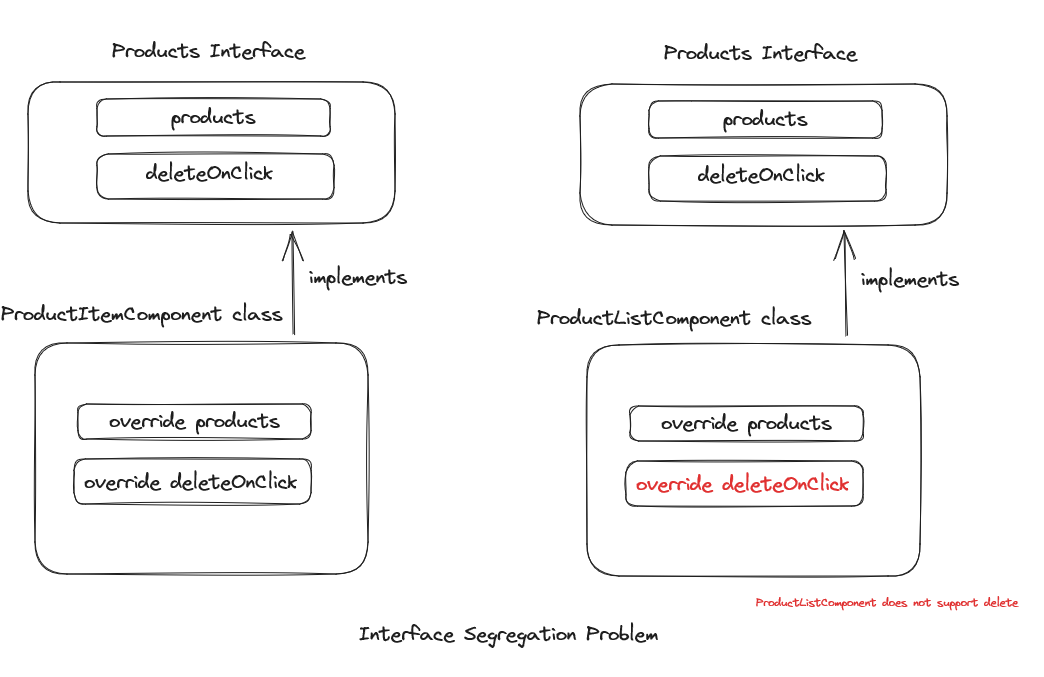 Products Interface
products
deleteOnClick
implements
ProductItemComponent class
override products
override deleteOnClick
Products Interface
products
deleteOnClick
implements
ProductListComponent class
override products
override deleteOnClick
ProductListComponent does not support delete
Interface Segregation Problem